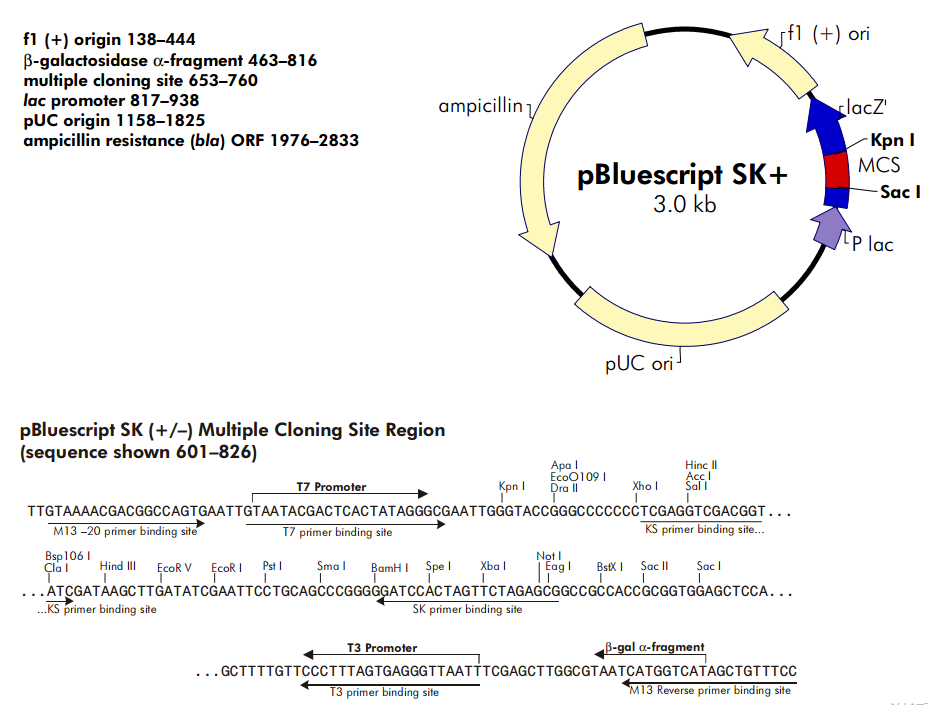 f1 (+) origin 138–444
β-galactosidase α-fragment 463–816
multiple cloning site 653–760
lac promoter 817–938
pUC origin 1158–1825
ampicillin resistance (bla) ORF 1976–2833
f1 (+) ori
ampicillin
lacZ'
Kpn I
MCS
pBluescript SK+
3.0 kb
Sac I
P lac
pUC ori
pBluescript SK (+/–) Multiple Cloning Site Region
(sequence shown 601–826)
Apa I
Hinc II
EcoO109 I
Acc I
T7 Promoter
Kpn I
Dra II
Xho I
Sal I
TTGTAAAACGACGGCCAGTGAATTGTAATACGACTCACTATAGGGCGAATTGGGTACCGGGCCCCCCCTCGAGGTCGACGGT...
M13 –20 primer binding site
T7 primer binding site
KS primer binding site...
Bsp106 I
Not I
Cla I
Hind III
EcoR V
EcoR I
Pst I
Sma I
BamH I
Spe I
Xba I
Eag I
BstX I
Sac II
Sac I
...ATCGATAAGCTTGATATCGAATTCCTGCAGCCCGGGGGATCCACTAGTTCTAGAGCGGCCGCCACCGCGGTGGAGCTCCA...
...KS primer binding site
SK primer binding site
T3 Promoter
β-gal α-fragment
...GCTTTTGTTCCCTTTAGTGAGGGTTAATTTCGAGCTTGGCGTAATCATGGTCATAGCTGTTTCC
T3 primer binding site
M13 Reverse primer binding site